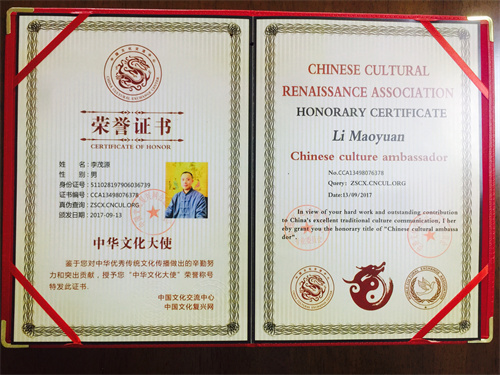 荣誉证书
CERTIFICATE OF HONOR
姓 名：李茂源
性 别：男
身份证号：511028197906036739
证书编号：CCA13498076378
真伪查询：ZSCX.CNCUL.ORG
颁发日期：2017-09-13
中华文化大使
鉴于您对中华优秀传统文化传播做出的辛勤努
力和突出贡献，授予您“中华文化大使”荣誉称号
特发此证书.
中国文化交流中心
中国文化复兴网
CHINESE CULTURAL
RENAISSANCE ASSOCIATION
HONORARY CERTIFICATE
Li Maoyuan
Chinese culture ambassador
No.CCA13498076378
Query: ZSCX.CNCUL.ORG
Date: 13/09/2017
In view of your hard work and outstanding contribution
to China's excellent traditional culture communication, I her
eby grant you the honorary title of "Chinese cultural ambassa
dor".